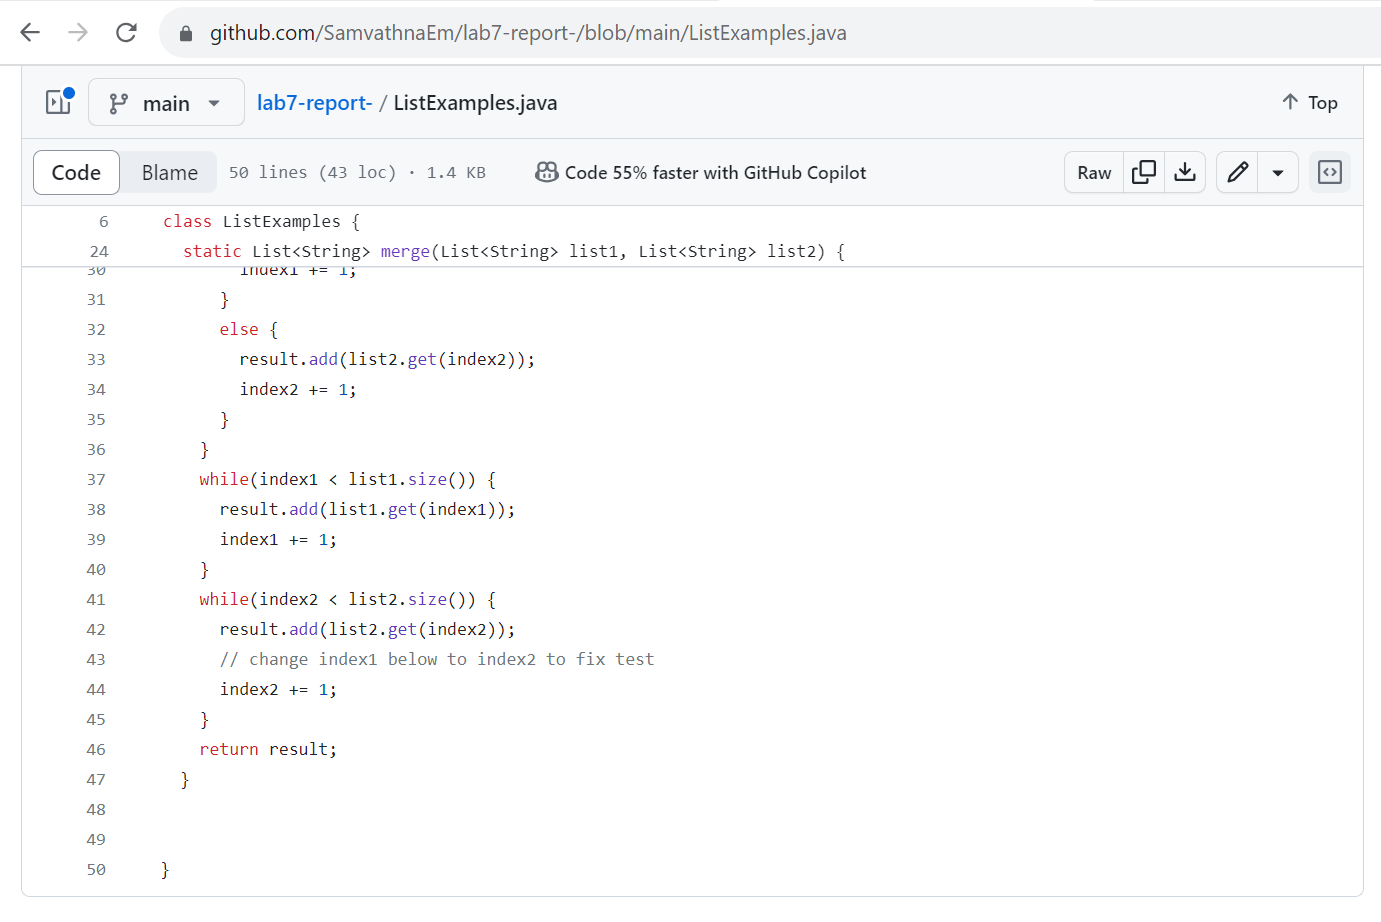 github.com/SamvathnaEm/lab7-report-/blob/main/ListExamples.java
main lab7-report- / ListExamples.java Top
Code Blame 50 lines (43 loc) · 1.4 KB Code 55% faster with GitHub Copilot Raw
6 class ListExamples {
24 static List<String> merge(List<String> list1, List<String> list2) {
30 index1 += 1;
31 }
32 else {
33 result.add(list2.get(index2));
34 index2 += 1;
35 }
36 }
37 while(index1 < list1.size()) {
38 result.add(list1.get(index1));
39 index1 += 1;
40 }
41 while(index2 < list2.size()) {
42 result.add(list2.get(index2));
43 // change index1 below to index2 to fix test
44 index2 += 1;
45 }
46 return result;
47 }
48
49
50 }